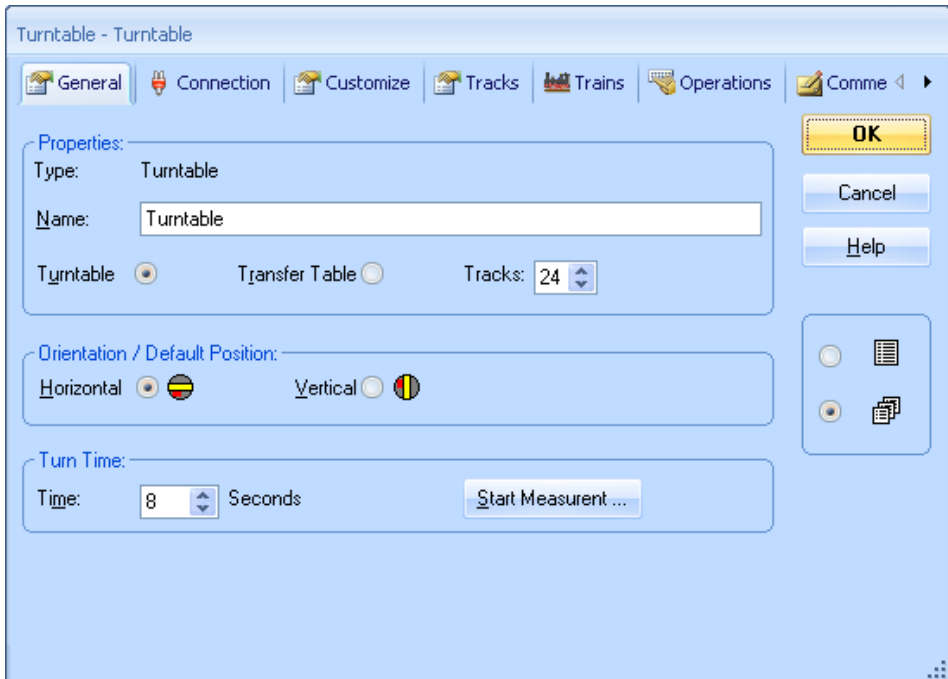 Turntable - Turntable
General Connection Customize Tracks Trains Operations Comme
Properties:
Type: Turntable
Name: Turntable
Turntable Transfer Table Tracks: 24
Orientation / Default Position:
Horizontal Vertical
Turn Time:
Time: 8 Seconds Start Measurent ...
OK
Cancel
Help